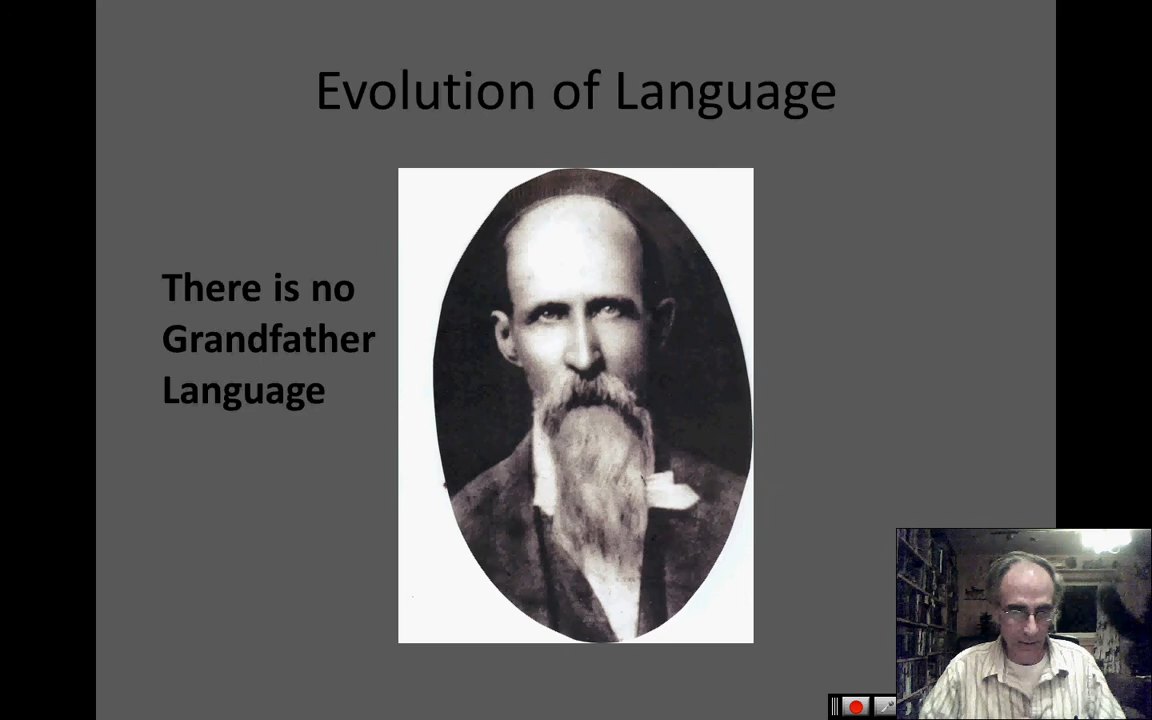 Evolution of Language
There is no
Grandfather
Language